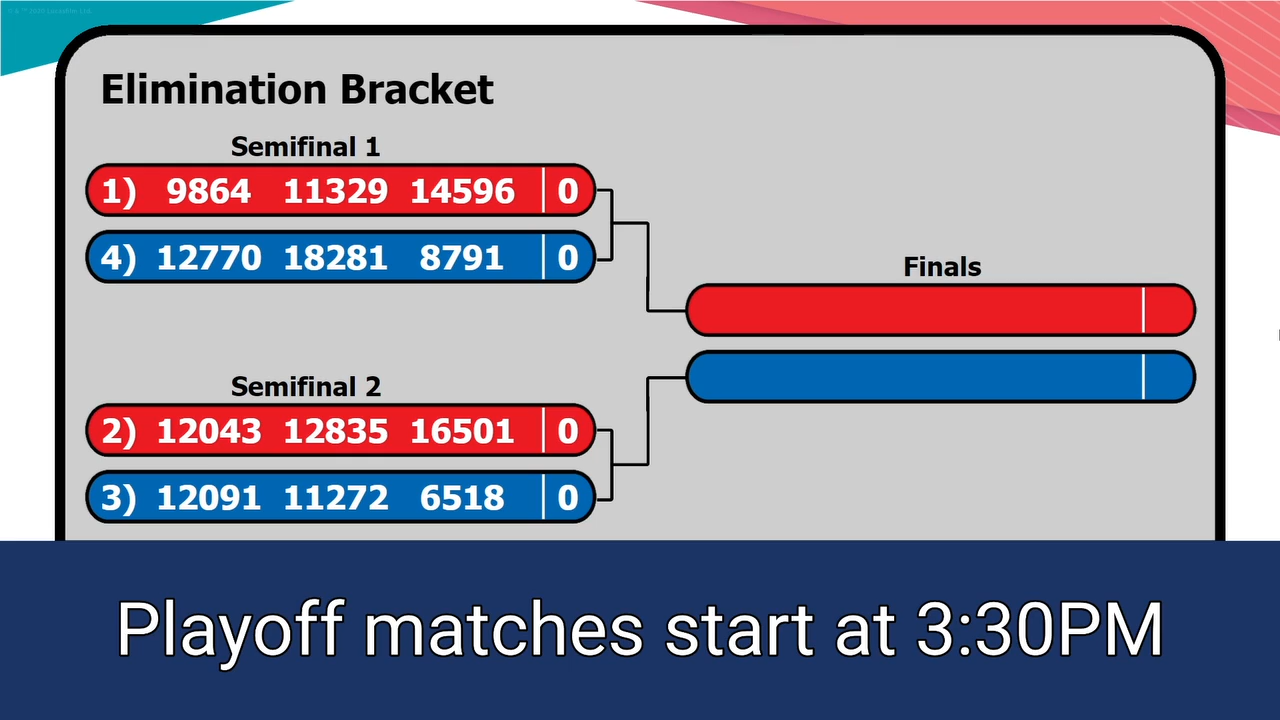 Elimination Bracket
Semifinal 1
1) 9864 11329 14596 0
4) 12770 18281 8791 0
Finals
Semifinal 2
2) 12043 12835 16501 0
3) 12091 11272 6518 0
Playoff matches start at 3:30PM